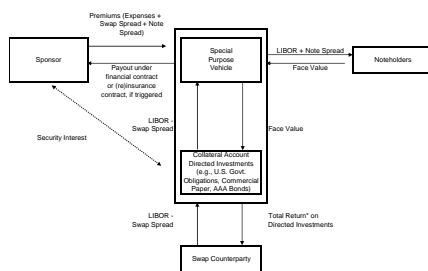 Premiums (Expenses +
Swap Spread + Note
Spread)
Sponsor
Special
Purpose
Vehicle
LIBOR + Note Spread
Noteholders
Face Value
Payout under
financial contract
or (re)insurance
contract, if triggered
LIBOR -
Swap Spread
Face Value
Security Interest
Collateral Account
Directed Investments
(e.g., U.S. Govt.
Obligations, Commercial
Paper, AAA Bonds)
LIBOR -
Swap Spread
Total Return* on
Directed Investments
Swap Counterparty